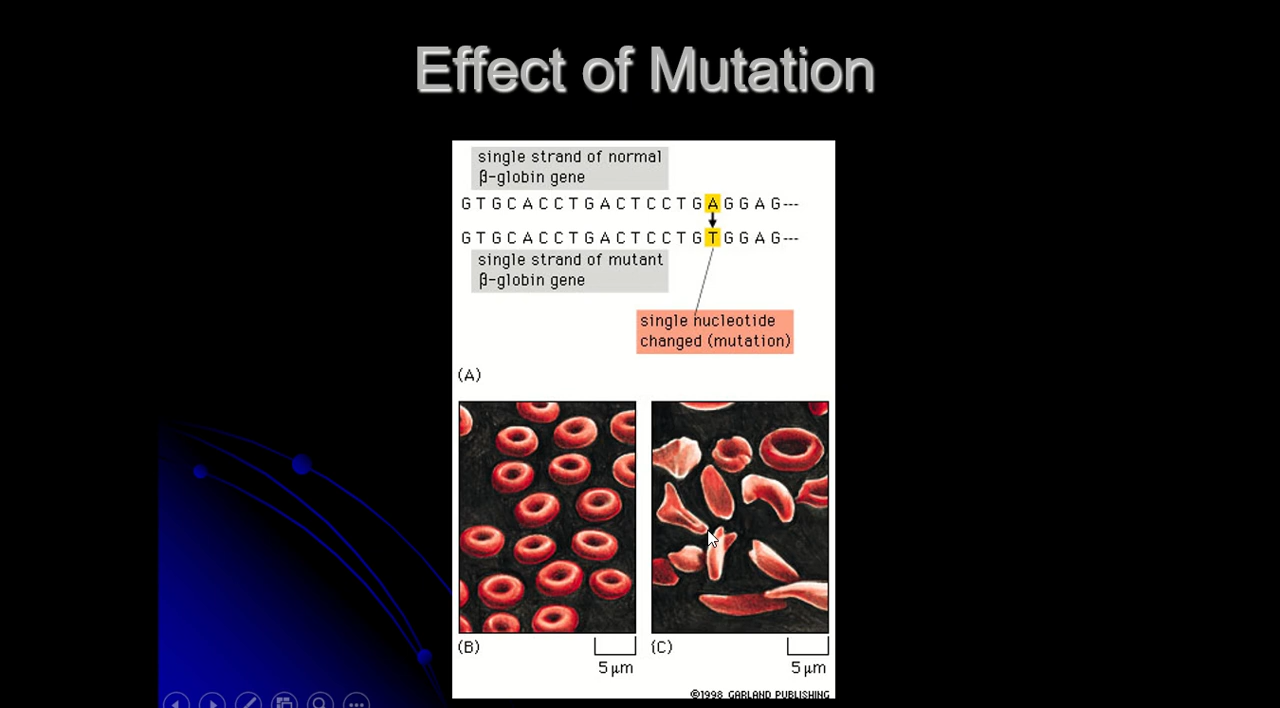 Effect of Mutation
single strand of normal
β-globin gene
G T G C A C C T G A C T C C T G A G G A G---
G T G C A C C T G A C T C C T G T G G A G---
single strand of mutant
β-globin gene
single nucleotide
changed (mutation)
(A)
(B)
5 µm
(C)
5 µm
©1998 GARLAND PUBLISHING